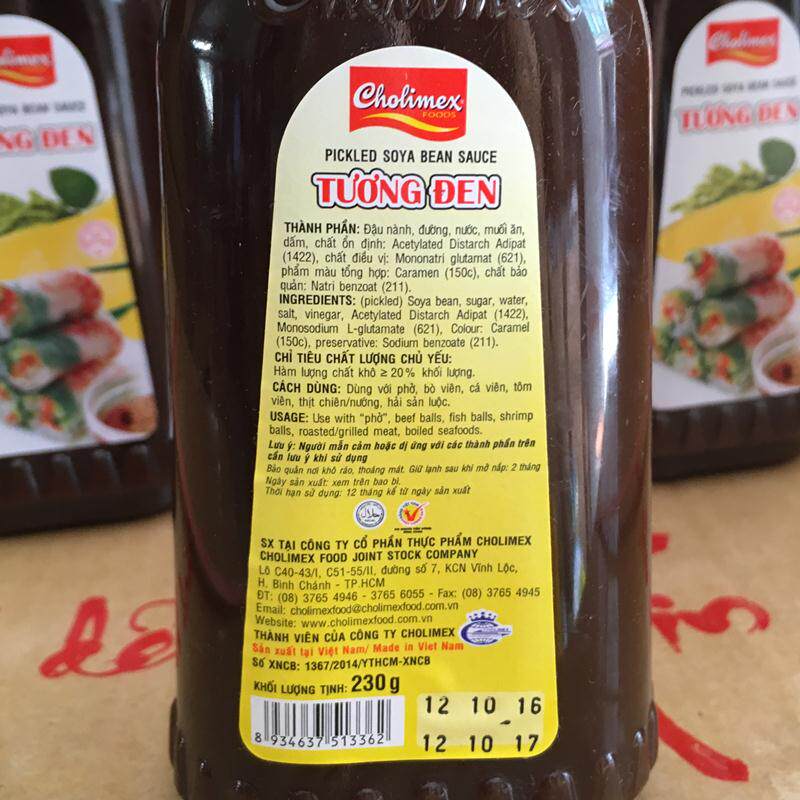 Cholimex
Cholimex
FOODS
PICKLED SOYA BEAN SAUCE
TƯƠNG ĐEN
THÀNH PHẦN: Đậu nành, đường, nước, muối ăn,
dấm, chất ổn định: Acetylated Distarch Adipat
(1422), chất điều vị: Mononatri glutamat (621),
phẩm màu tổng hợp: Caramen (150c), chất bảo
quản: Natri benzoat (211).
INGREDIENTS: (pickled) Soya bean, sugar, water,
salt, vinegar, Acetylated Distarch Adipat (1422),
Monosodium L-glutamate (621), Colour: Caramel
(150c), preservative: Sodium benzoate (211).
CHỈ TIÊU CHẤT LƯỢNG CHỦ YẾU:
Hàm lượng chất khô ≥ 20% khối lượng.
CÁCH DÙNG: Dùng với phở, bò viên, cá viên, tôm
viên, thịt chiên/nướng, hải sản luộc.
USAGE: Use with "phở", beef balls, fish balls, shrimp
balls, roasted/grilled meat, boiled seafoods.
Lưu ý: Người mẫn cảm hoặc dị ứng với các thành phần trên
cần lưu ý khi sử dụng
Bảo quản nơi khô ráo, thoáng mát. Giữ lạnh sau khi mở nắp: 2 tháng
Ngày sản xuất: xem trên bao bì.
Thời hạn sử dụng: 12 tháng kể từ ngày sản xuất
SX TẠI CÔNG TY CỔ PHẦN THỰC PHẨM CHOLIMEX
CHOLIMEX FOOD JOINT STOCK COMPANY
Lô C40-43/I, C51-55/II, đường số 7, KCN Vĩnh Lộc,
H. Bình Chánh - TP.HCM
ĐT: (08) 3765 4946 - 3765 6055 - Fax: (08) 3765 4945
Email: cholimexfood@cholimexfood.com.vn
Website: www.cholimexfood.com.vn
THÀNH VIÊN CỦA CÔNG TY CHOLIMEX
Sản xuất tại Việt Nam/ Made in Viet Nam
Số XNCB: 1367/2014/YTHCM-XNCB
KHỐI LƯỢNG TỊNH: 230g
8 934637 513362
12 10 16
12 10 17
Cholimex
SOYA BEAN SAUCE
NG ĐEN
Cholimex
PICKLED SOYA BEAN SAUCE
TƯƠNG ĐEN